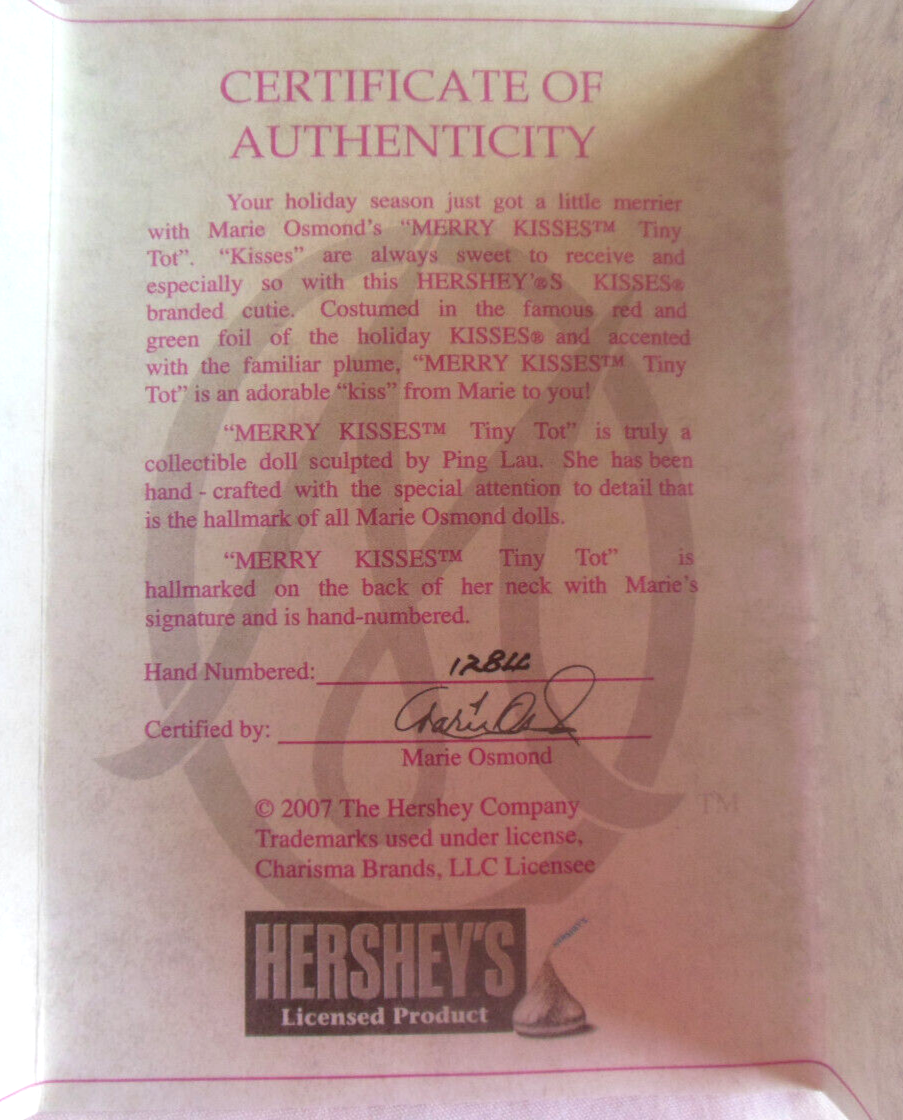 CERTIFICATE OF
AUTHENTICITY
Your holiday season just got a little merrier
with Marie Osmond's "MERRY KISSES™ Tiny
Tot". "Kisses" are always sweet to receive and
especially so with this HERSHEY'®S KISSES®
branded cutie. Costumed in the famous red and
green foil of the holiday KISSES® and accented
with the familiar plume, "MERRY KISSES™ Tiny
Tot" is an adorable "kiss" from Marie to you!
"MERRY KISSES™ Tiny Tot" is truly a
collectible doll sculpted by Ping Lau. She has been
hand - crafted with the special attention to detail that
is the hallmark of all Marie Osmond dolls.
"MERRY KISSES™ Tiny Tot" is
hallmarked on the back of her neck with Marie's
signature and is hand-numbered.
Hand Numbered:
Certified by: Marie Osmond
Marie Osmond
© 2007 The Hershey Company
Trademarks used under license,
Charisma Brands, LLC Licensee
TM
HERSHEY'S
Licensed Product
HERSHEY'S